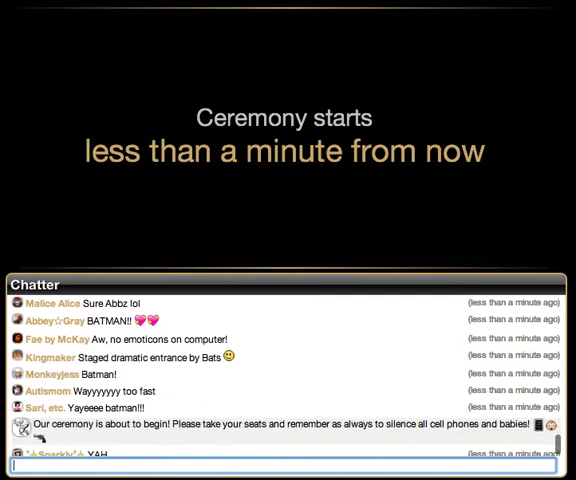 Ceremony starts
less than a minute from now
Chatter
Malice Alice Sure Abbz lol (less than a minute ago)
Abbey☆Gray BATMAN!! 💖💖 (less than a minute ago)
Fae by McKay Aw, no emoticons on computer! (less than a minute ago)
Kingmaker Staged dramatic entrance by Bats (less than a minute ago)
Monkeyjess Batman! (less than a minute ago)
Autismom Wayyyyyyy too fast (less than a minute ago)
Sari, etc. Yayeeee batman!!! (less than a minute ago)
Our ceremony is about to begin! Please take your seats and remember as always to silence all cell phones and babies!
Sparkly YAH (less than a minute ago)